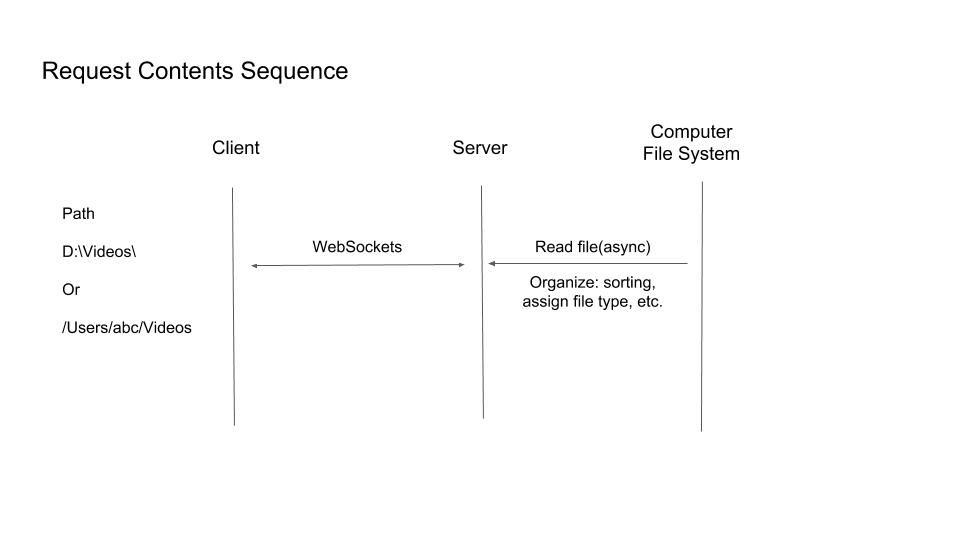 Request Contents Sequence
Client
Server
Computer
File System
Path
D:\Videos\
Or
/Users/abc/Videos
WebSockets
Read file(async)
Organize: sorting,
assign file type, etc.